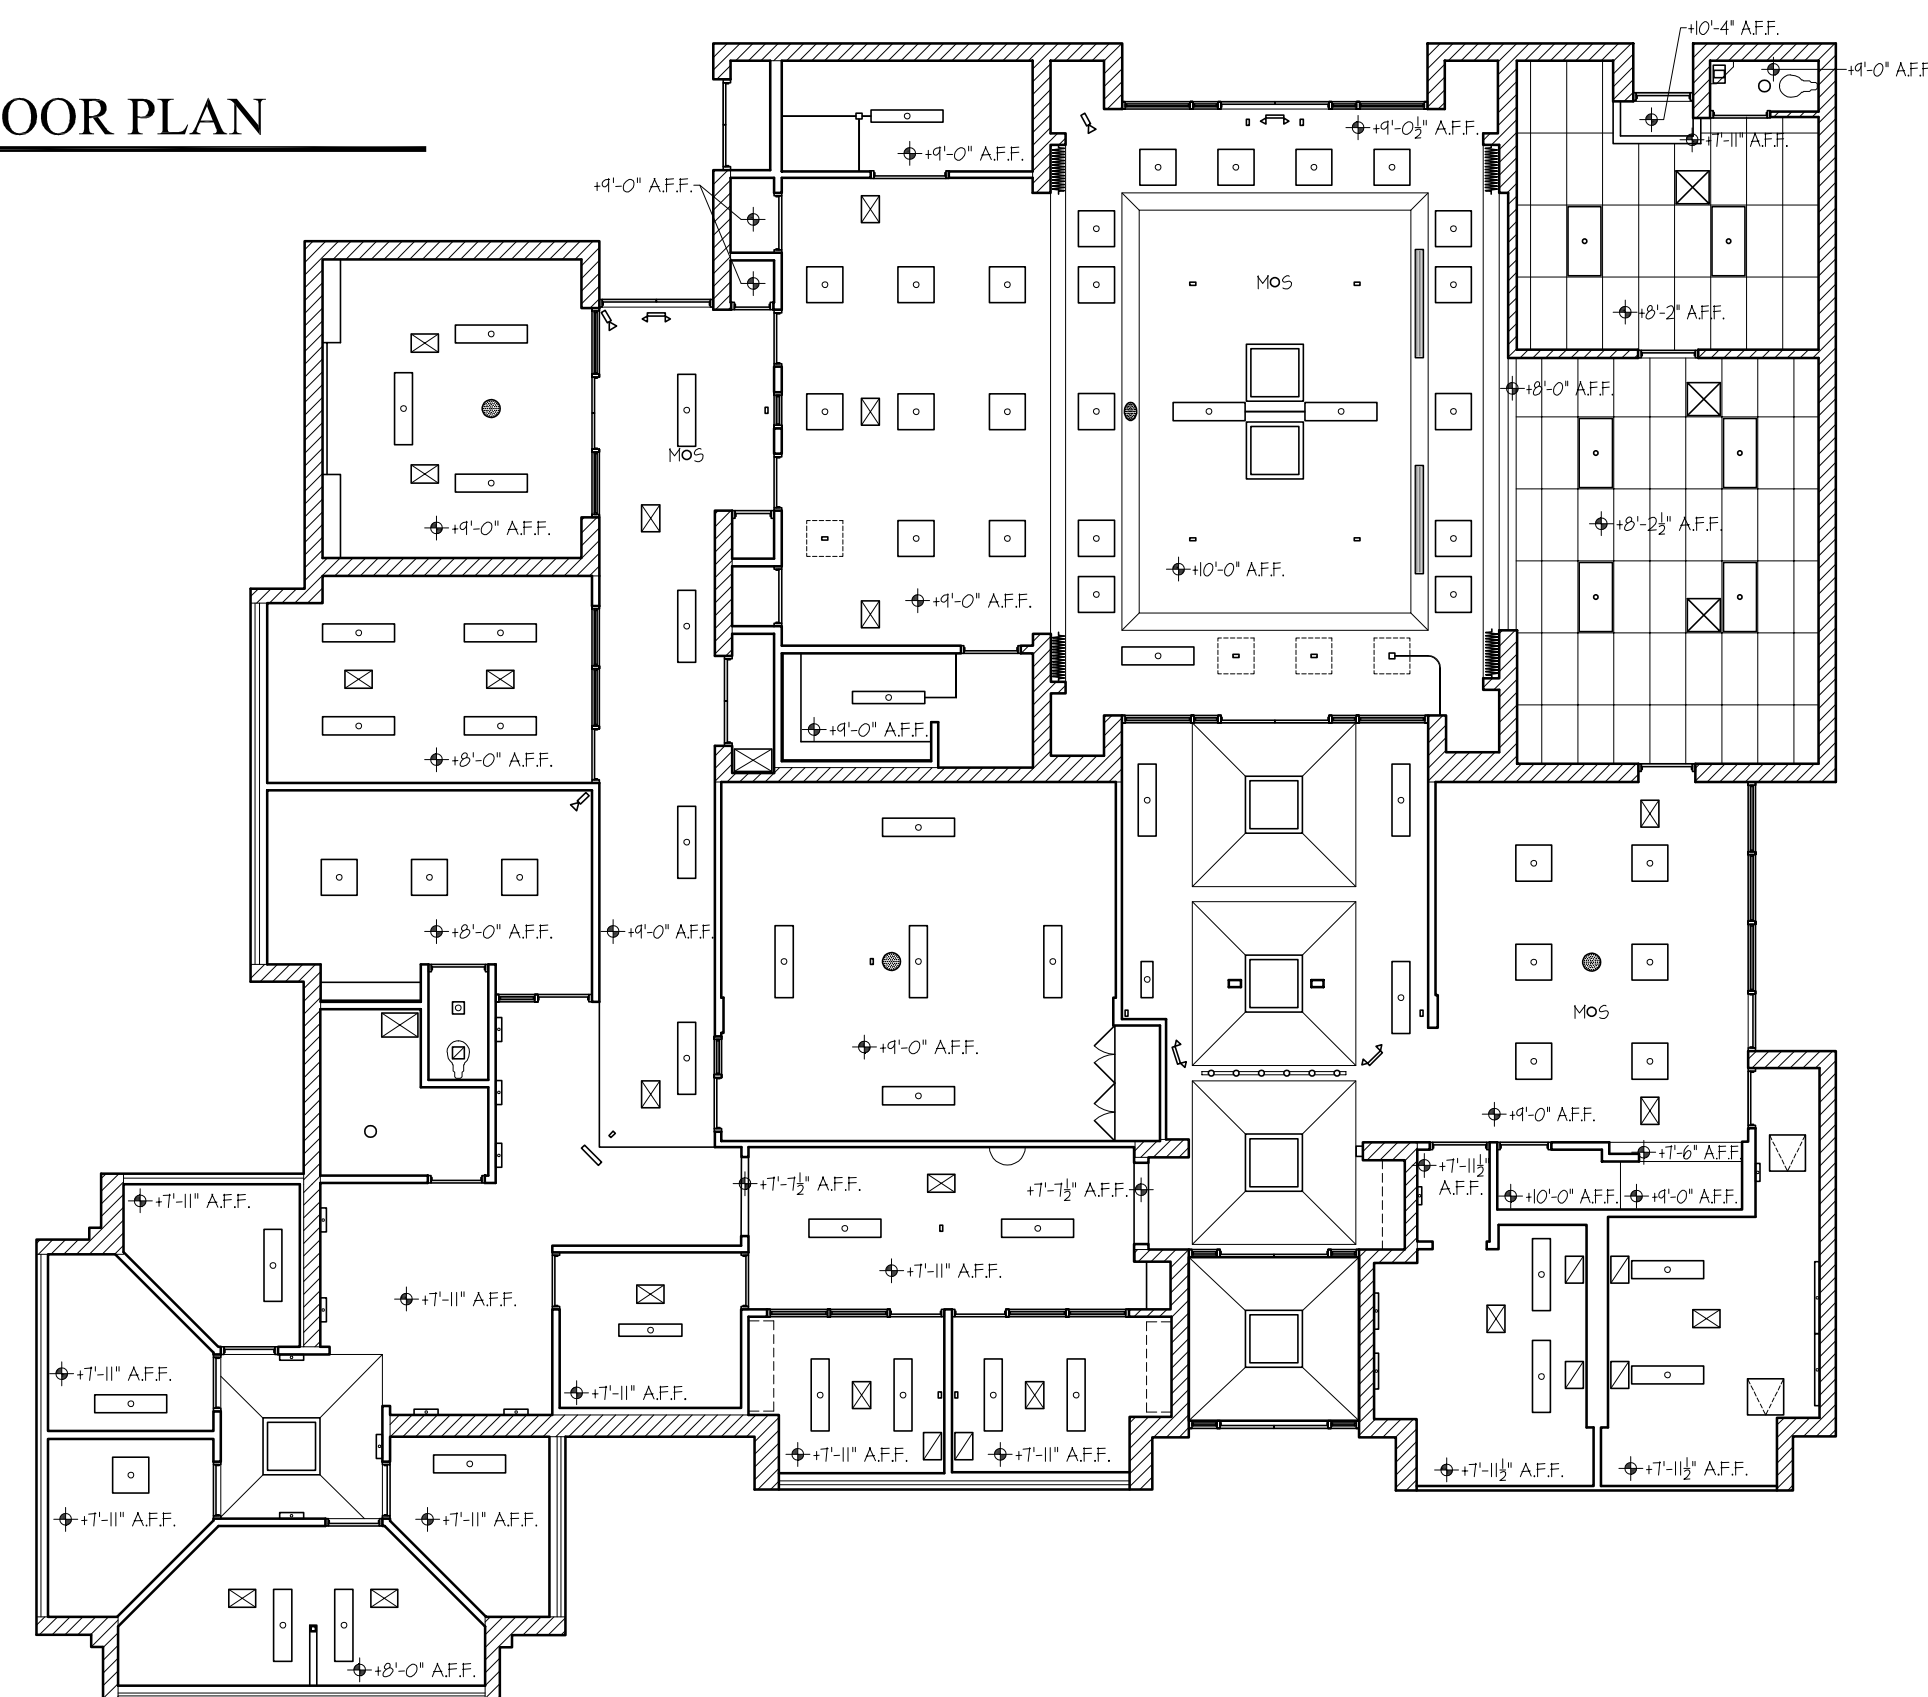 +10'-4" A.F.F.
+9'-0" A.F.F
OOR PLAN
+9'-0½" A.F.F.
+7'-11" A.F.F.
+9'-0" A.F.F.
+9'-0" A.F.F.
MOS
+8'-2" A.F.F.
+8'-0" A.F.F.
MOS
+9'-0" A.F.F.
+8'-2½" A.F.F.
+10'-0" A.F.F.
+9'-0" A.F.F.
+9'-0" A.F.F.
+8'-0" A.F.F.
+8'-0" A.F.F.
+9'-0" A.F.F.
MOS
+9'-0" A.F.F.
+9'-0" A.F.F.
+7'-6" A.F.F.
+7'-11½"
A.F.F.
+7'-7½" A.F.F.
+7'-7½" A.F.F.
+10'-0" A.F.F.
+9'-0" A.F.F.
+7'-11" A.F.F.
+7'-11" A.F.F.
+7'-11" A.F.F.
+7'-11" A.F.F.
+7'-11" A.F.F.
+7'-11" A.F.F.
+7'-11" A.F.F.
+7'-11½" A.F.F.
+7'-11½" A.F.F.
+7'-11" A.F.F.
+7'-11" A.F.F.
+8'-0" A.F.F.